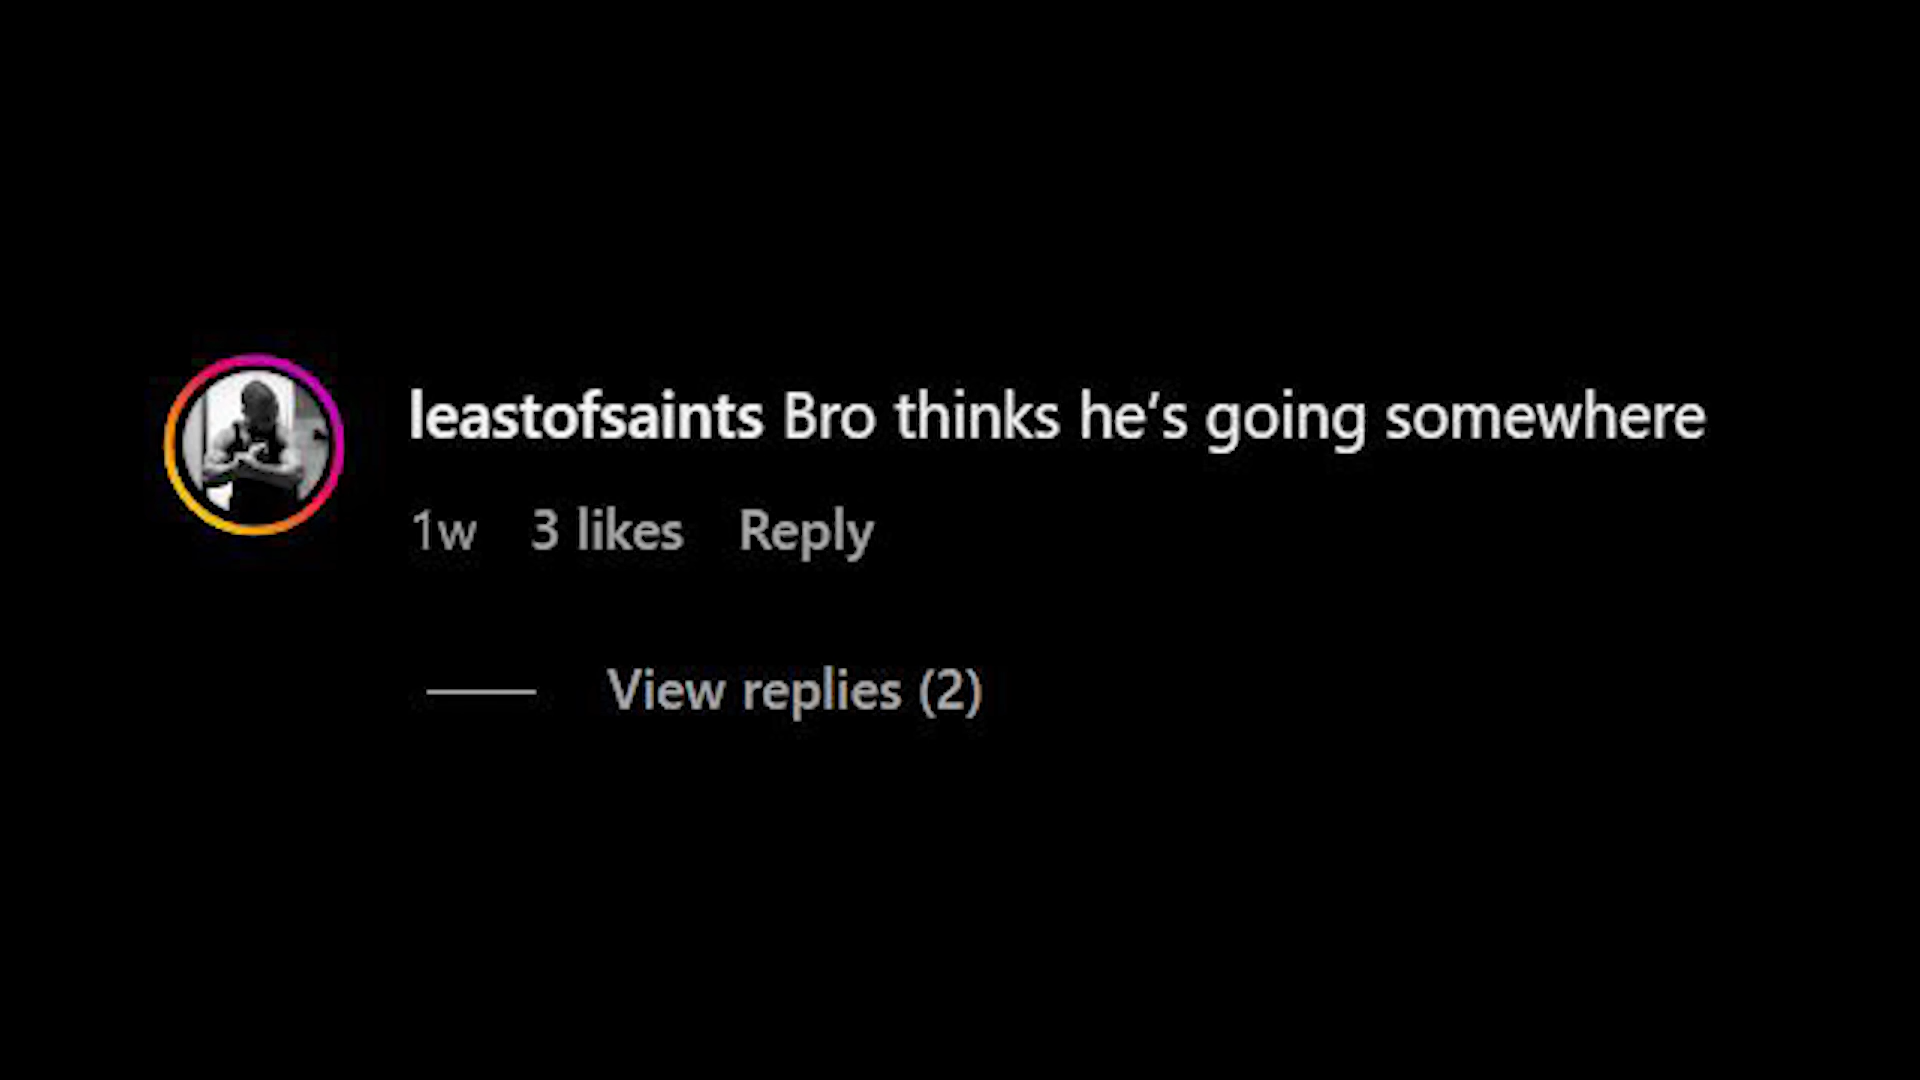 leastofsaints Bro thinks he’s going somewhere
1w 3 likes Reply
View replies (2)